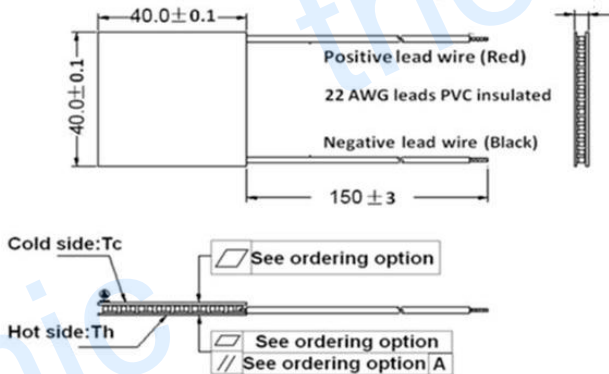 40.0±0.1
40.0±0.1
Positive lead wire (Red)
22 AWG leads PVC insulated
Negative lead wire (Black)
150±3
Cold side:Tc
See ordering option
Hot side:Th
See ordering option
// See ordering option A